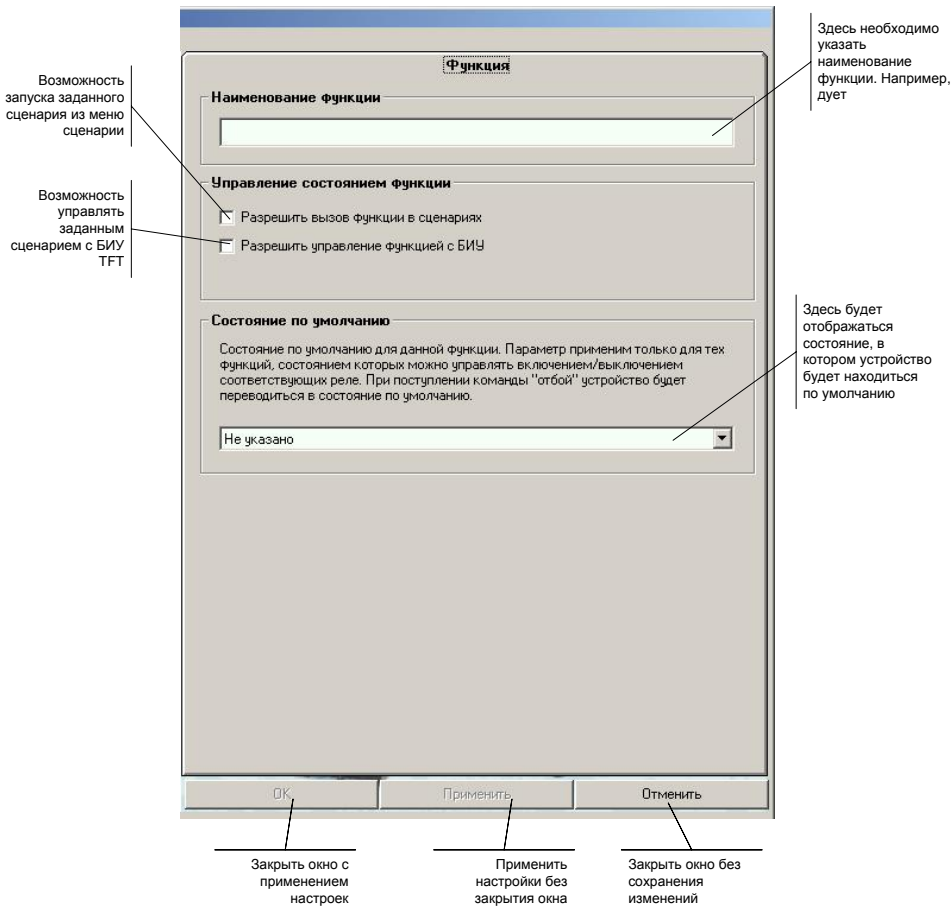 Здесь необходимо
указать
наименование
функции. Например,
дует
Функция
Возможность
запуска заданного
сценария из меню
сценарии
Наименование функции
Управление состоянием функции
Возможность
управлять
заданным
сценарием с БИУ
TFT
Разрешить вызов функции в сценариях
Разрешить управление функцией с БИУ
Здесь будет
отображаться
состояние, в
котором устройство
будет находиться
по умолчанию
Состояние по умолчанию
Состояние по умолчанию для данной функции. Параметр применим только для тех
функций, состоянием которых можно управлять включением/выключением
соответствующих реле. При поступлении команды "отбой" устройство будет
переводиться в состояние по умолчанию.
Не указано
OK
Применить
Отменить
Закрыть окно с
применением
настроек
Применить
настройки без
закрытия окна
Закрыть окно без
сохранения
изменений